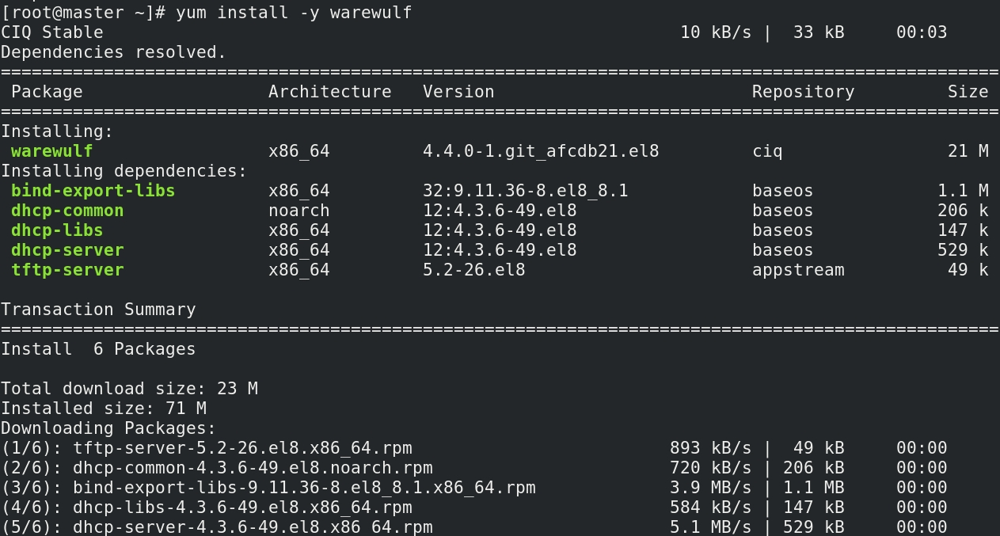 [root@master ~]# yum install -y warewulf
CIQ Stable                                                        10 kB/s |  33 kB     00:03
Dependencies resolved.
=================================================================================================
 Package                  Architecture   Version                         Repository         Size
=================================================================================================
Installing:
 warewulf                 x86_64         4.4.0-1.git_afcdb21.el8         ciq                21 M
Installing dependencies:
 bind-export-libs         x86_64         32:9.11.36-8.el8_8.1            baseos            1.1 M
 dhcp-common              noarch         12:4.3.6-49.el8                 baseos            206 k
 dhcp-libs                x86_64         12:4.3.6-49.el8                 baseos            147 k
 dhcp-server              x86_64         12:4.3.6-49.el8                 baseos            529 k
 tftp-server              x86_64         5.2-26.el8                      appstream          49 k
Transaction Summary
=================================================================================================
Install  6 Packages
Total download size: 23 M
Installed size: 71 M
Downloading Packages:
(1/6): tftp-server-5.2-26.el8.x86_64.rpm                         893 kB/s |  49 kB     00:00
(2/6): dhcp-common-4.3.6-49.el8.noarch.rpm                       720 kB/s | 206 kB     00:00
(3/6): bind-export-libs-9.11.36-8.el8_8.1.x86_64.rpm             3.9 MB/s | 1.1 MB     00:00
(4/6): dhcp-libs-4.3.6-49.el8.x86_64.rpm                         584 kB/s | 147 kB     00:00
(5/6): dhcp-server-4.3.6-49.el8.x86_64.rpm                       5.1 MB/s | 529 kB     00:00